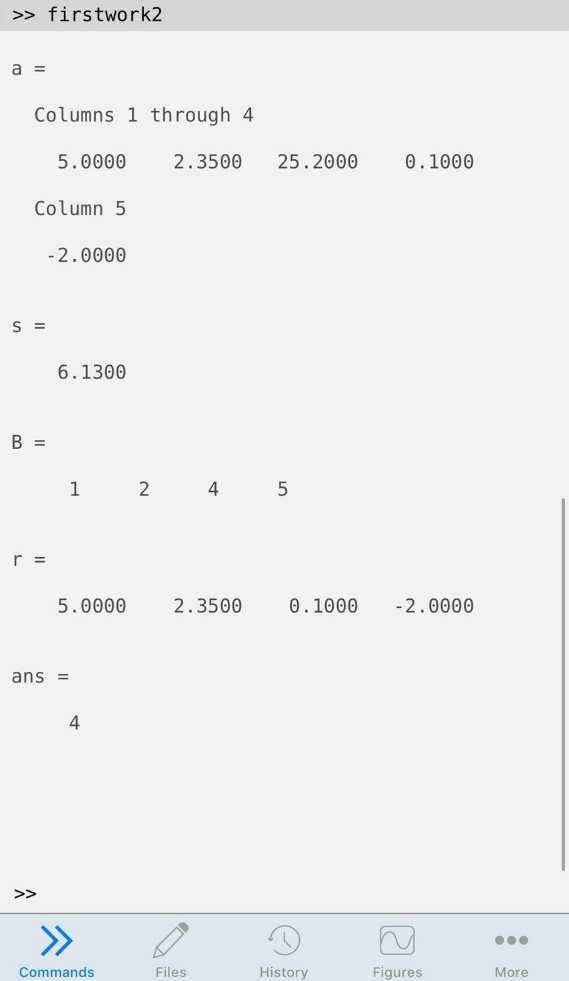 >> firstwork2
a =
Columns 1 through 4
5.0000 2.3500 25.2000 0.1000
Column 5
-2.0000
s =
6.1300
B =
1 2 4 5
r =
5.0000 2.3500 0.1000 -2.0000
ans =
4
>>
Commands Files History Figures More